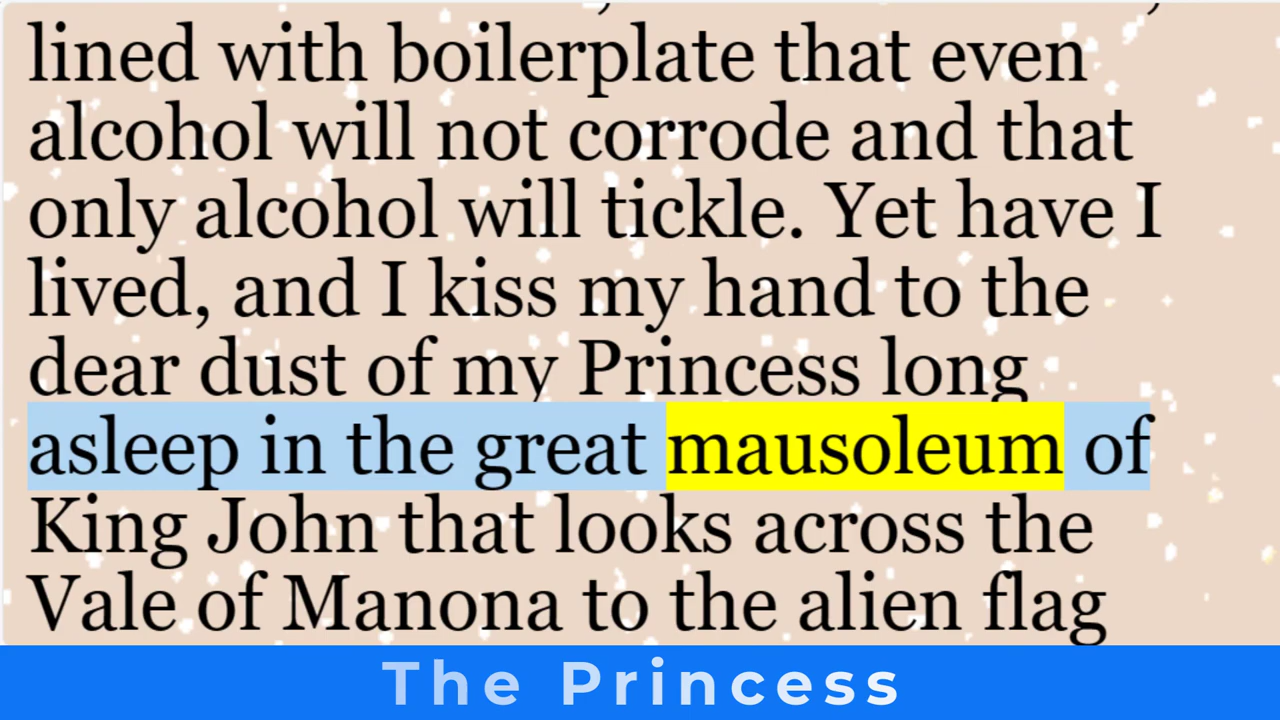 lined with boilerplate that even
alcohol will not corrode and that
only alcohol will tickle. Yet have I
lived, and I kiss my hand to the
dear dust of my Princess long
asleep in the great mausoleum of
King John that looks across the
Vale of Manona to the alien flag
The Princess